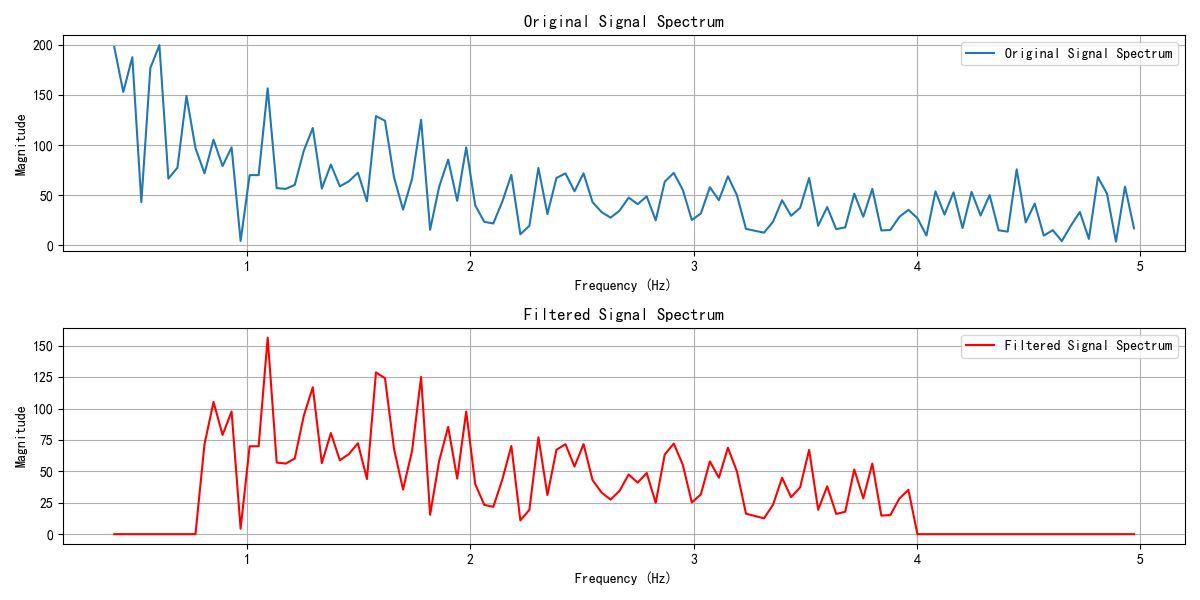 Original Signal Spectrum
Original Signal Spectrum
Magnitude
200
150
100
50
0
1 2 3 4 5
Frequency (Hz)
Filtered Signal Spectrum
Filtered Signal Spectrum
Magnitude
150
125
100
75
50
25
0
1 2 3 4 5
Frequency (Hz)